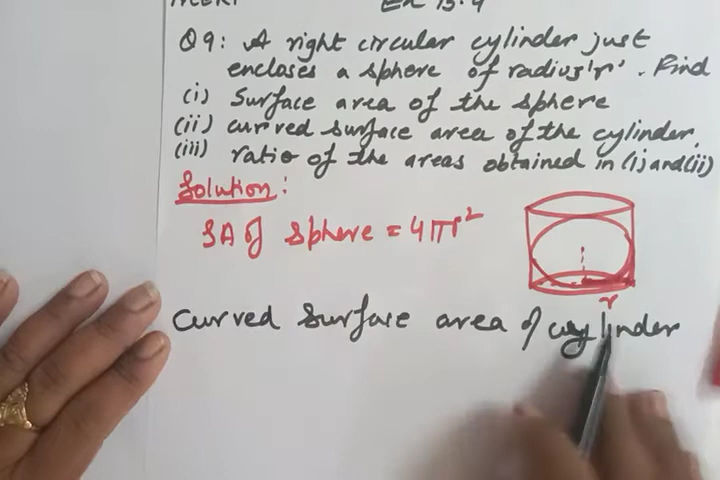 Ex 13.4
Q9: A right circular cylinder just
encloses a sphere of radius 'r'. Find
(i) Surface area of the sphere
(ii) curved surface area of the cylinder,
(iii) ratio of the areas obtained in (i) and (ii)
Solution:
SA of sphere = 4πr²
r
Curved Surface area of cylinder